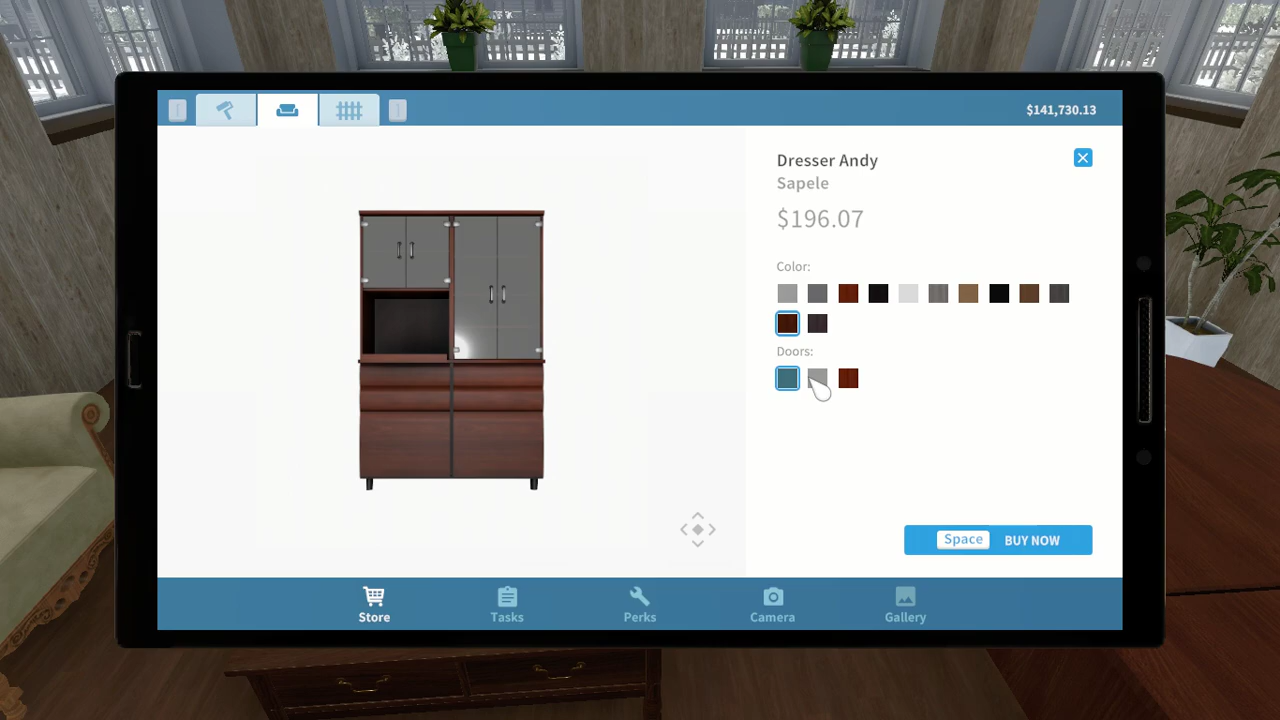 $141,730.13
Dresser Andy
Sapele
$196.07
Color:
Doors:
Space BUY NOW
Store Tasks Perks Camera Gallery